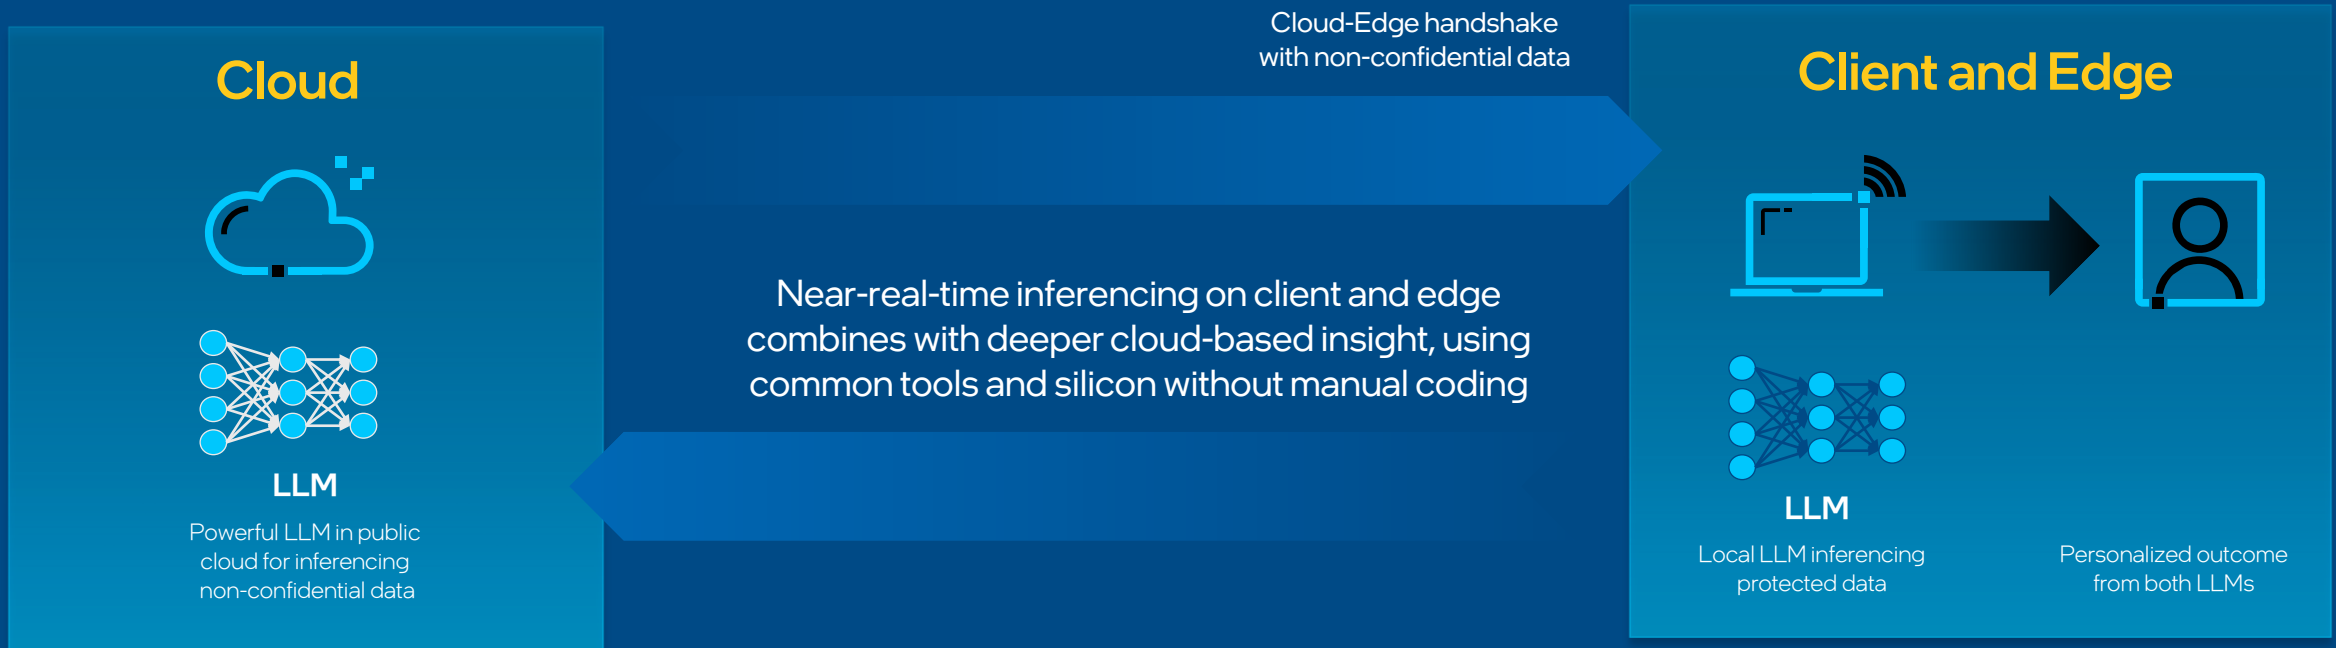 Cloud
LLM
Powerful LLM in public
cloud for inferencing
non-confidential data
Cloud-Edge handshake
with non-confidential data
Near-real-time inferencing on client and edge
combines with deeper cloud-based insight, using
common tools and silicon without manual coding
Client and Edge
LLM
Local LLM inferencing
protected data
Personalized outcome
from both LLMs